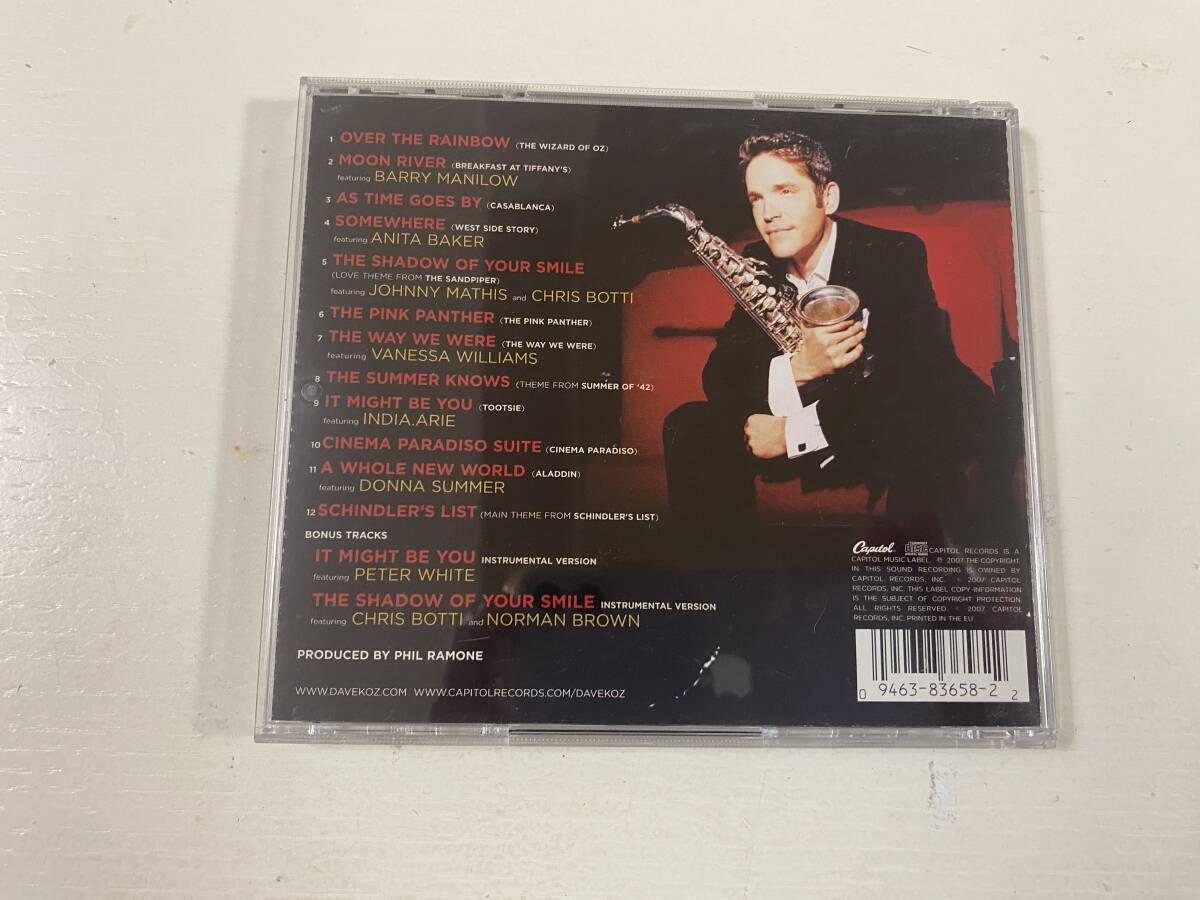 1 OVER THE RAINBOW (THE WIZARD OF OZ)
2 MOON RIVER (BREAKFAST AT TIFFANY'S)
featuring BARRY MANILOW
3 AS TIME GOES BY (CASABLANCA)
4 SOMEWHERE (WEST SIDE STORY)
featuring ANITA BAKER
5 THE SHADOW OF YOUR SMILE
(LOVE THEME FROM THE SANDPIPER)
featuring JOHNNY MATHIS and CHRIS BOTTI
6 THE PINK PANTHER (THE PINK PANTHER)
7 THE WAY WE WERE (THE WAY WE WERE)
featuring VANESSA WILLIAMS
8 THE SUMMER KNOWS (THEME FROM SUMMER OF '42)
9 IT MIGHT BE YOU (TOOTSIE)
featuring INDIA.ARIE
10 CINEMA PARADISO SUITE (CINEMA PARADISO)
11 A WHOLE NEW WORLD (ALADDIN)
featuring DONNA SUMMER
12 SCHINDLER'S LIST (MAIN THEME FROM SCHINDLER'S LIST)
BONUS TRACKS
IT MIGHT BE YOU INSTRUMENTAL VERSION
featuring PETER WHITE
THE SHADOW OF YOUR SMILE INSTRUMENTAL VERSION
featuring CHRIS BOTTI and NORMAN BROWN
PRODUCED BY PHIL RAMONE
WWW.DAVEKOZ.COM WWW.CAPITOLRECORDS.COM/DAVEKOZ
Capitol disc CAPITOL RECORDS IS A
CAPITOL MUSIC LABEL. ℗ 2007 THE COPYRIGHT
IN THIS SOUND RECORDING IS OWNED BY
CAPITOL RECORDS, INC. © 2007 CAPITOL
RECORDS, INC. THIS LABEL COPY INFORMATION
IS THE SUBJECT OF COPYRIGHT PROTECTION.
ALL RIGHTS RESERVED. © 2007 CAPITOL
RECORDS, INC. PRINTED IN THE EU
0 09463-83658-2 2